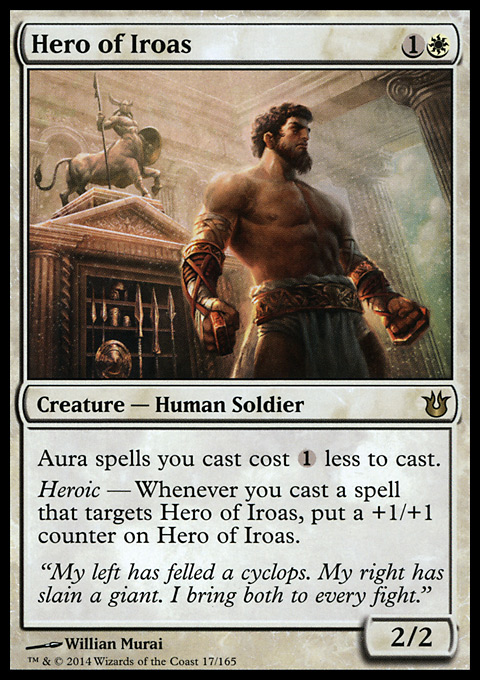 Hero of Iroas 1
Creature — Human Soldier
Aura spells you cast cost 1 less to cast.
Heroic — Whenever you cast a spell
that targets Hero of Iroas, put a +1/+1
counter on Hero of Iroas.
“My left has felled a cyclops. My right has
slain a giant. I bring both to every fight.”
Willian Murai
2/2
™ & © 2014 Wizards of the Coast 17/165